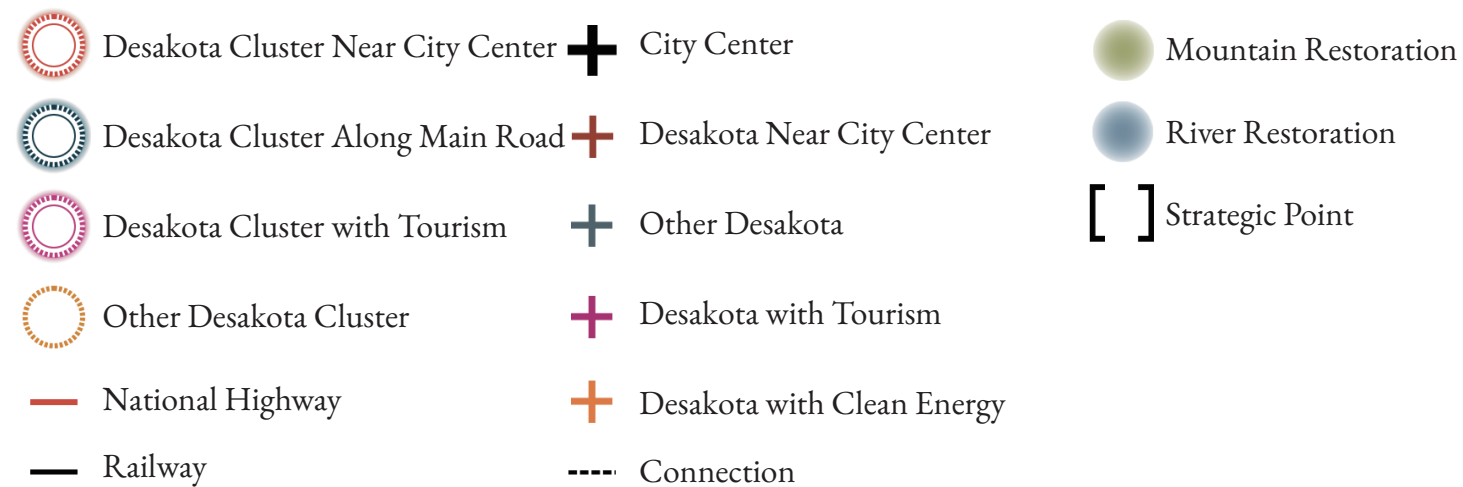 Desakota Cluster Near City Center
Desakota Cluster Along Main Road
Desakota Cluster with Tourism
Other Desakota Cluster
National Highway
Railway
City Center
Desakota Near City Center
Other Desakota
Desakota with Tourism
Desakota with Clean Energy
Connection
Mountain Restoration
River Restoration
Strategic Point